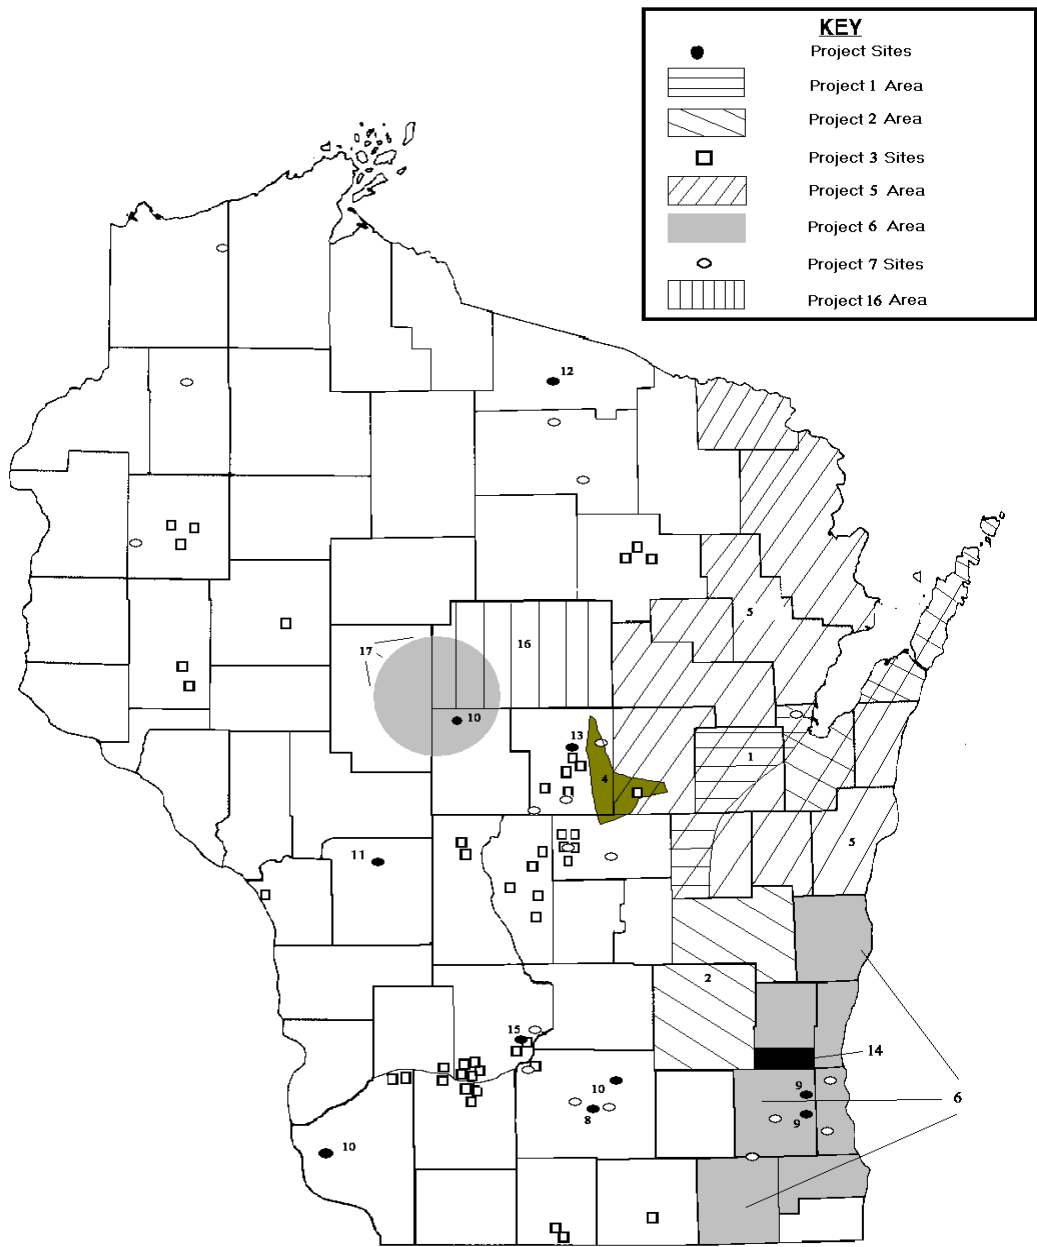 KEY
Project Sites
Project 1 Area
Project 2 Area
Project 3 Sites
Project 5 Area
Project 6 Area
Project 7 Sites
Project 16 Area
12
5
17
16
10
13
1
4
5
11
2
15
14
10
9
6
8
9
10